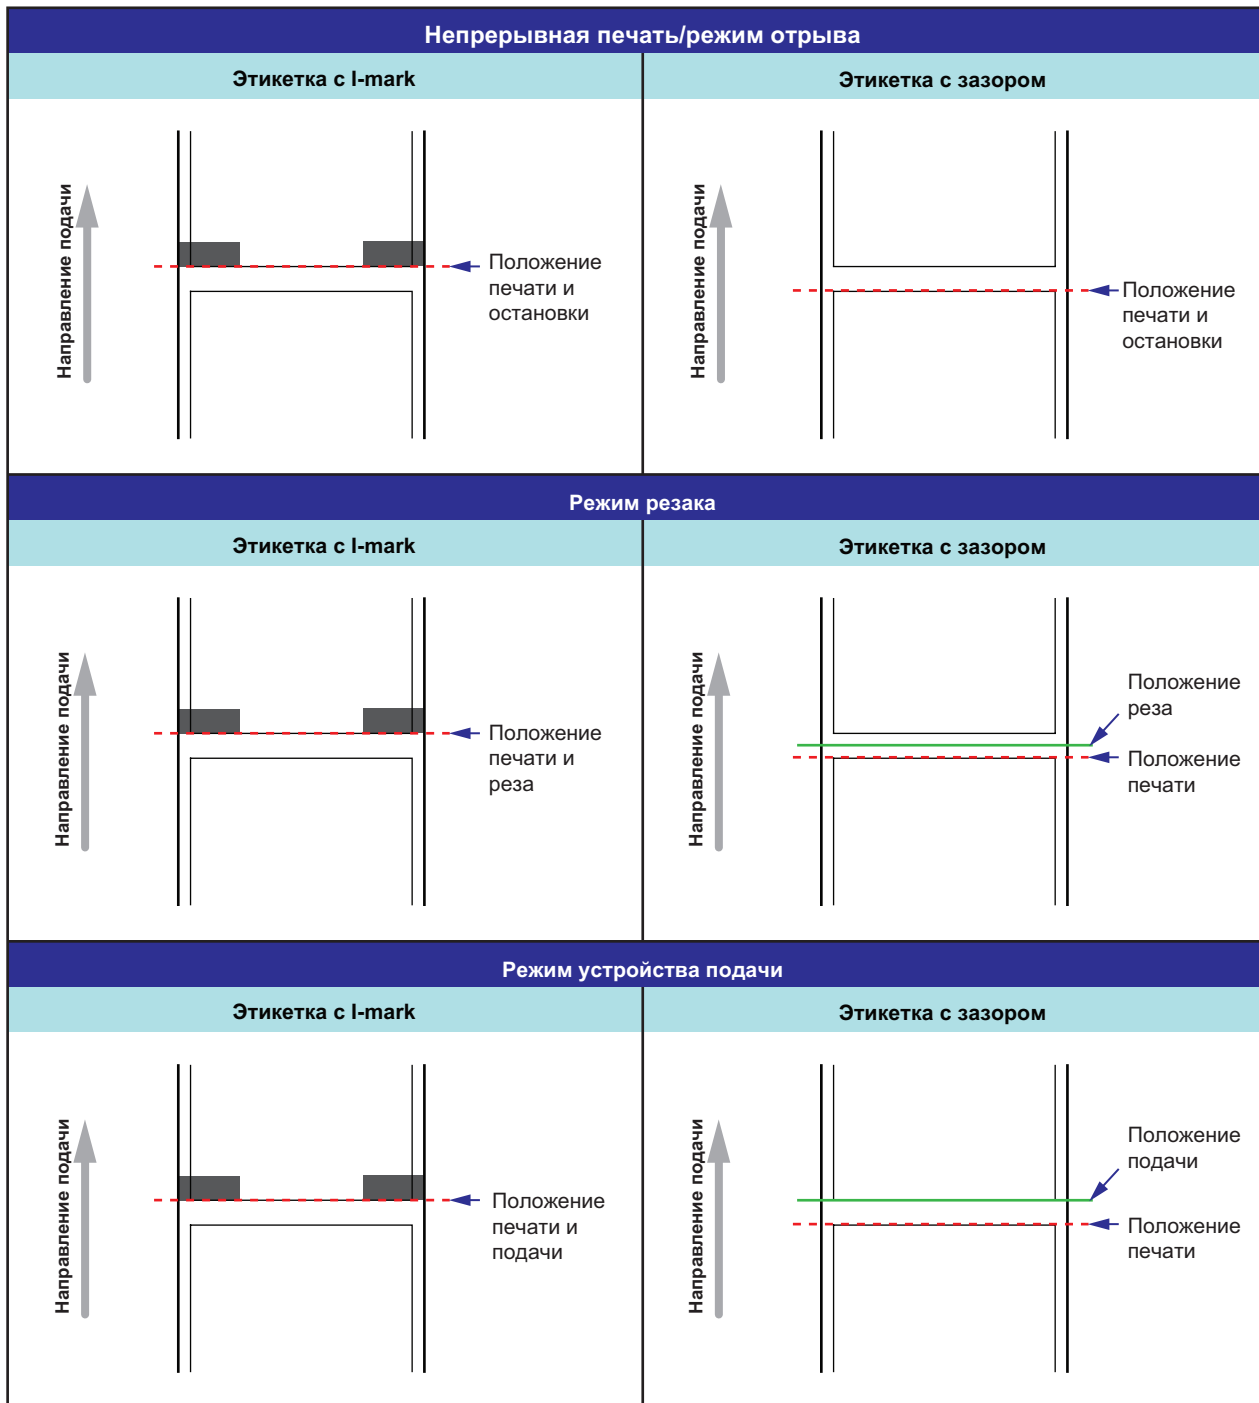 Непрерывная печать/режим отрыва
Этикетка с I-mark
Этикетка с зазором
Направление подачи
Положение
печати и
остановки
Направление подачи
Положение
печати и
остановки
Режим резака
Этикетка с I-mark
Этикетка с зазором
Направление подачи
Положение
печати и
реза
Направление подачи
Положение
реза
Положение
печати
Режим устройства подачи
Этикетка с I-mark
Этикетка с зазором
Направление подачи
Положение
печати и
подачи
Направление подачи
Положение
подачи
Положение
печати